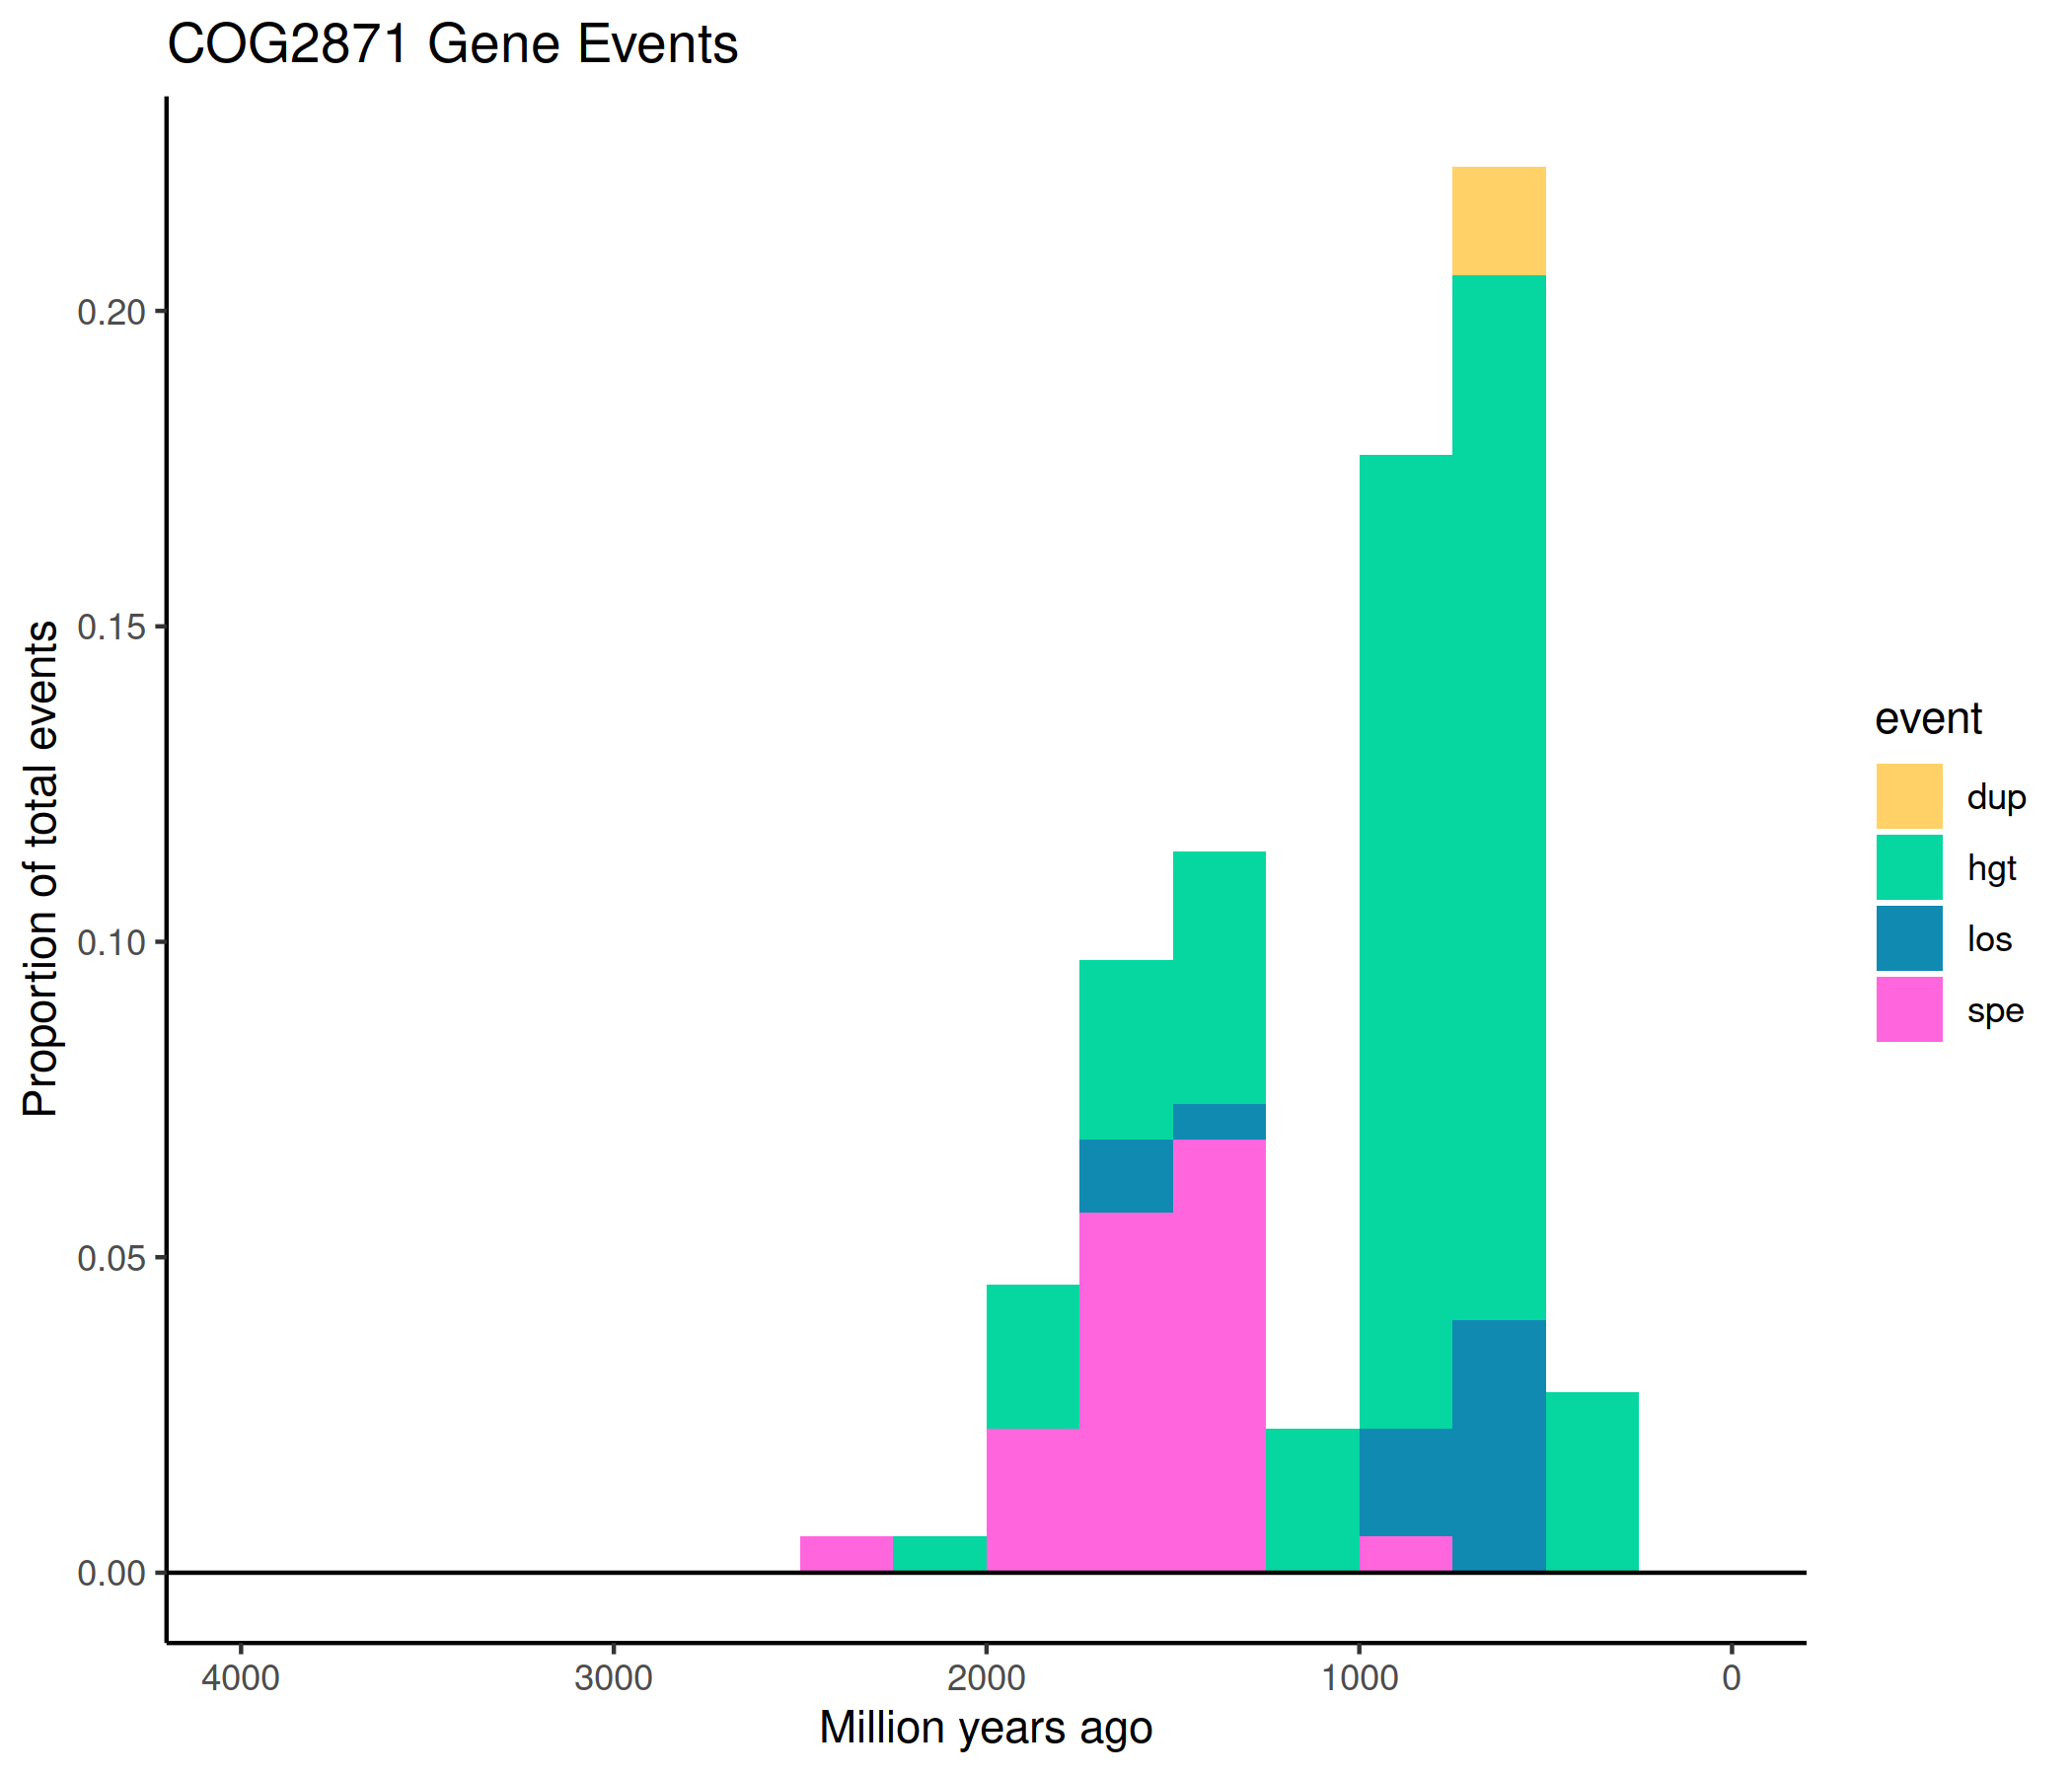 COG2871 Gene Events
Proportion of total events
0.20
0.15
0.10
0.05
0.00
4000 3000 2000 1000 0
Million years ago
event
dup
hgt
los
spe